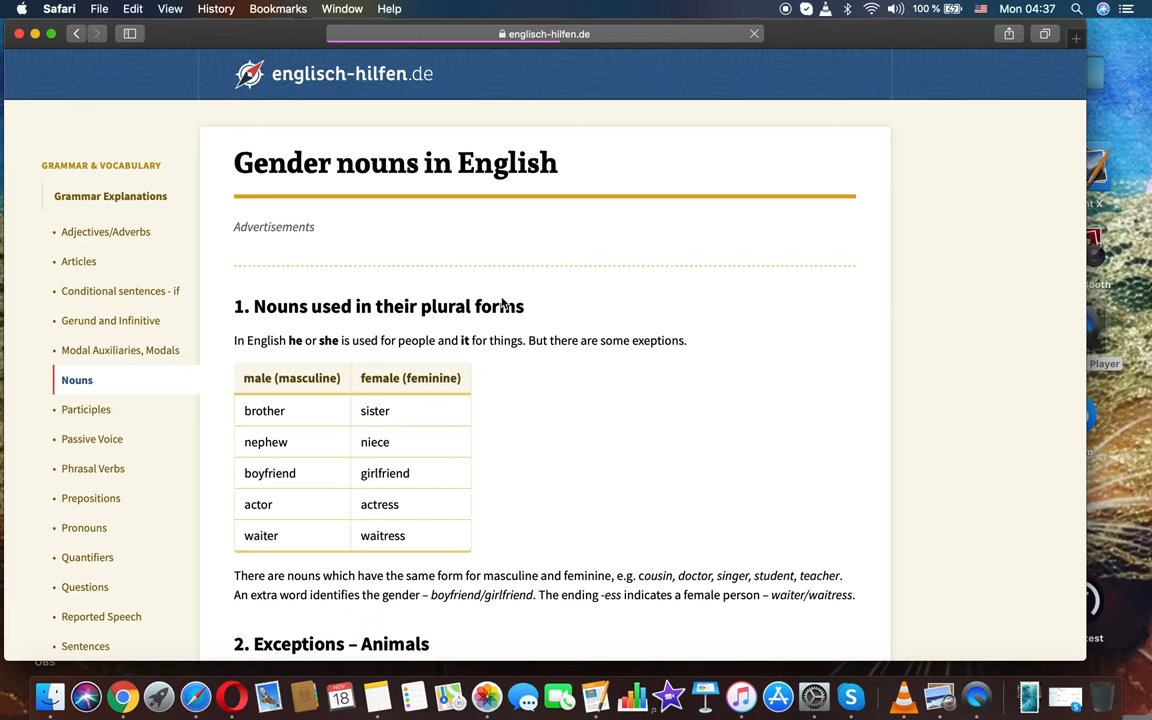 Safari File Edit View History Bookmarks Window Help 100 % Mon 04:37
englisch-hilfen.de
englisch-hilfen.de
GRAMMAR & VOCABULARY
Grammar Explanations
• Adjectives/Adverbs
• Articles
• Conditional sentences - if
• Gerund and Infinitive
• Modal Auxiliaries, Modals
Nouns
• Participles
• Passive Voice
• Phrasal Verbs
• Prepositions
• Pronouns
• Quantifiers
• Questions
• Reported Speech
• Sentences
Gender nouns in English
Advertisements
1. Nouns used in their plural forms
In English he or she is used for people and it for things. But there are some exeptions.
male (masculine) female (feminine)
brother sister
nephew niece
boyfriend girlfriend
actor actress
waiter waitress
There are nouns which have the same form for masculine and feminine, e.g. cousin, doctor, singer, student, teacher.
An extra word identifies the gender – boyfriend/girlfriend. The ending -ess indicates a female person – waiter/waitress.
2. Exceptions – Animals
Player
OBS
NOV
18